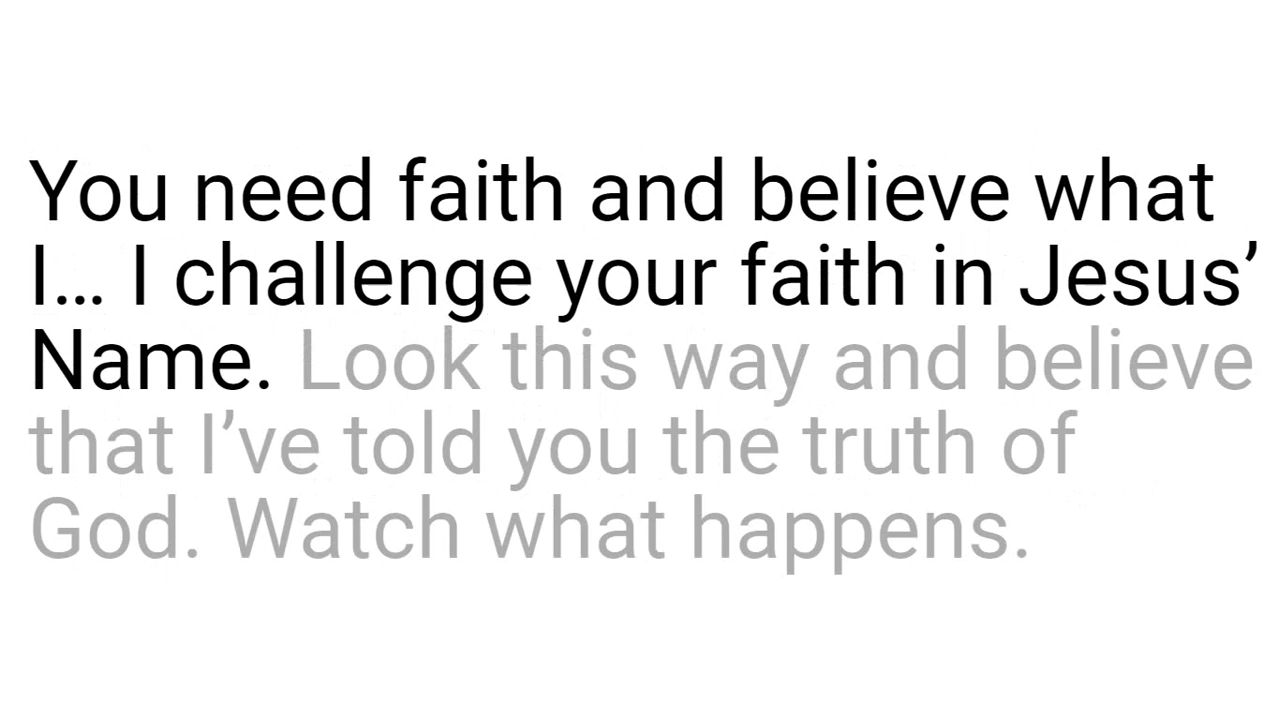 You need faith and believe what
I… I challenge your faith in Jesus’
Name. Look this way and believe
that I’ve told you the truth of
God. Watch what happens.